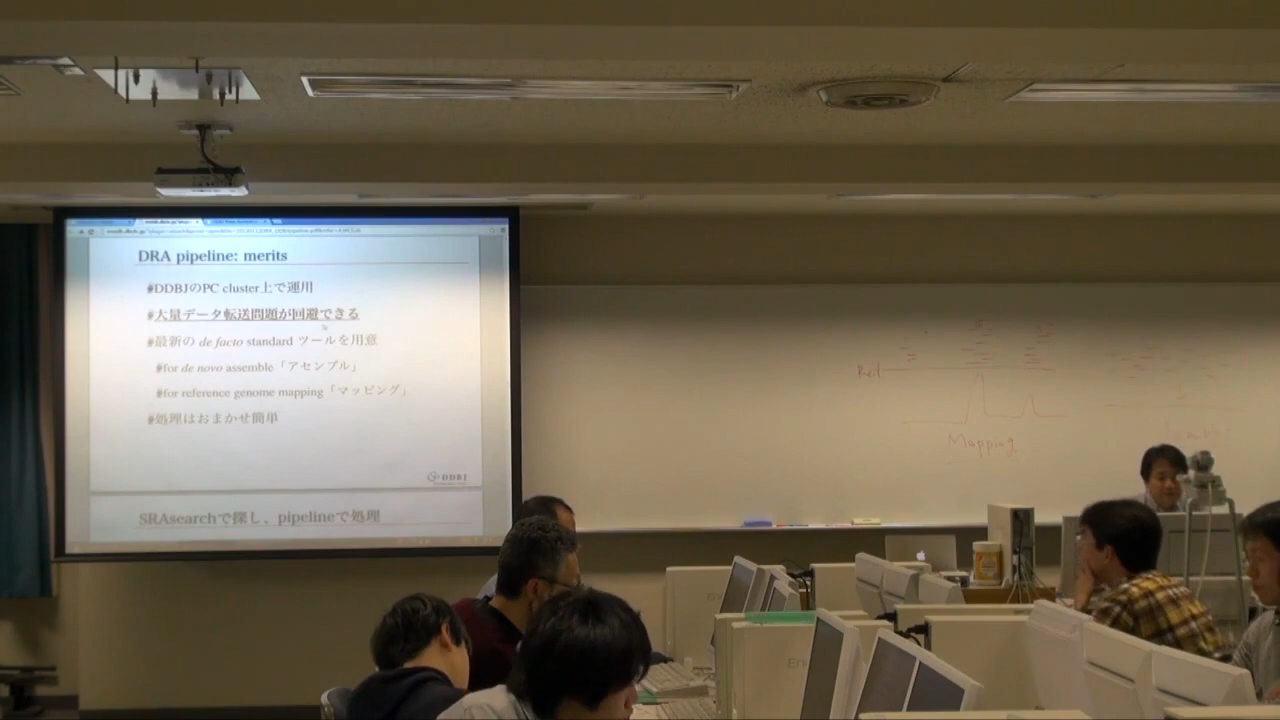 DRA pipeline: merits
#DDBJのPC cluster上で運用
#大量データ転送問題が回避できる
#最新の de facto standard ツールを用意
#for de novo assemble「アセンブル」
#for reference genome mapping「マッピング」
#処理はおまかせ簡単
DDBJ
SRAsearchで探し、pipelineで処理
Ref
Mapping